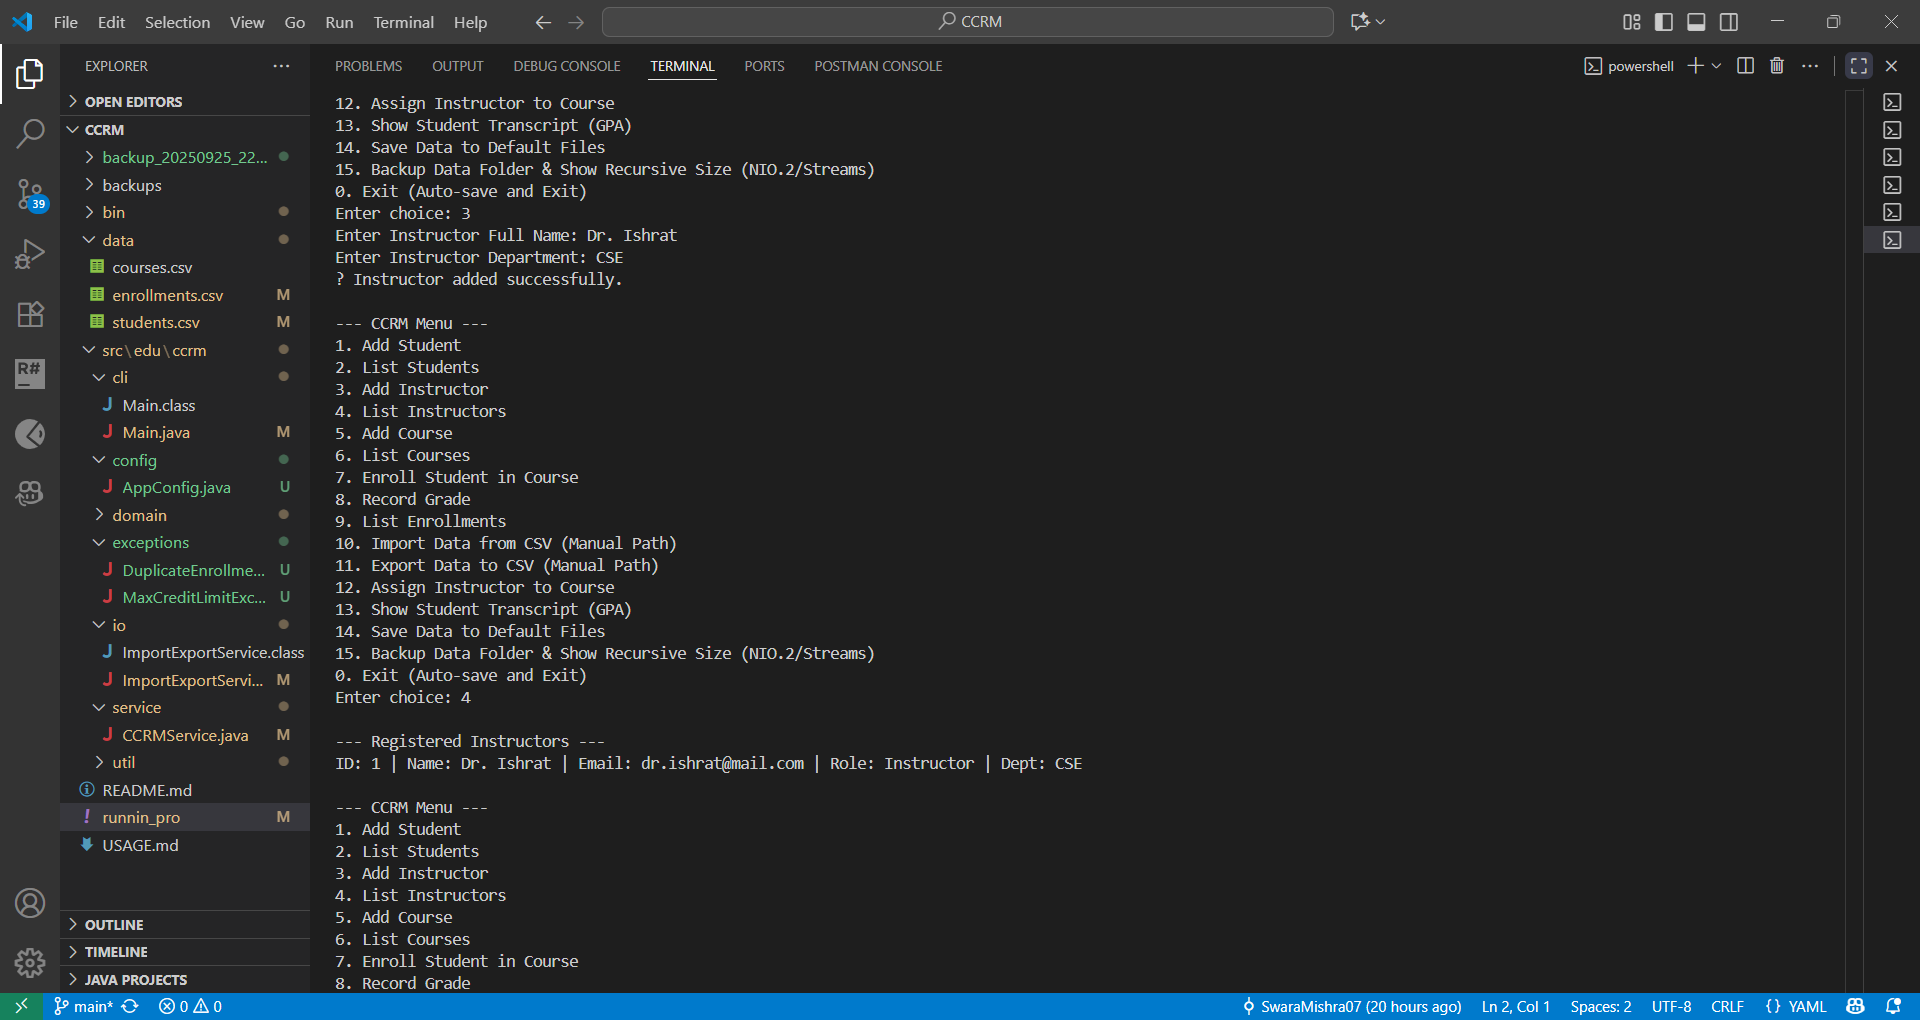 File Edit Selection View Go Run Terminal Help
CCRM
EXPLORER
PROBLEMS OUTPUT DEBUG CONSOLE TERMINAL PORTS POSTMAN CONSOLE
powershell
OPEN EDITORS
CCRM
backup_20250925_22...
backups
bin
data
courses.csv
enrollments.csv M
students.csv M
src\edu\ccrm
cli
Main.class
Main.java M
config
AppConfig.java U
domain
exceptions
DuplicateEnrollme... U
MaxCreditLimitExc... U
io
ImportExportService.class
ImportExportServi... M
service
CCRMService.java M
util
README.md
runnin_pro M
USAGE.md
OUTLINE
TIMELINE
JAVA PROJECTS
39
R#
12. Assign Instructor to Course
13. Show Student Transcript (GPA)
14. Save Data to Default Files
15. Backup Data Folder & Show Recursive Size (NIO.2/Streams)
0. Exit (Auto-save and Exit)
Enter choice: 3
Enter Instructor Full Name: Dr. Ishrat
Enter Instructor Department: CSE
? Instructor added successfully.
--- CCRM Menu ---
1. Add Student
2. List Students
3. Add Instructor
4. List Instructors
5. Add Course
6. List Courses
7. Enroll Student in Course
8. Record Grade
9. List Enrollments
10. Import Data from CSV (Manual Path)
11. Export Data to CSV (Manual Path)
12. Assign Instructor to Course
13. Show Student Transcript (GPA)
14. Save Data to Default Files
15. Backup Data Folder & Show Recursive Size (NIO.2/Streams)
0. Exit (Auto-save and Exit)
Enter choice: 4
--- Registered Instructors ---
ID: 1 | Name: Dr. Ishrat | Email: dr.ishrat@mail.com | Role: Instructor | Dept: CSE
--- CCRM Menu ---
1. Add Student
2. List Students
3. Add Instructor
4. List Instructors
5. Add Course
6. List Courses
7. Enroll Student in Course
8. Record Grade
main* 0 0 SwaraMishra07 (20 hours ago) Ln 2, Col 1 Spaces: 2 UTF-8 CRLF {} YAML